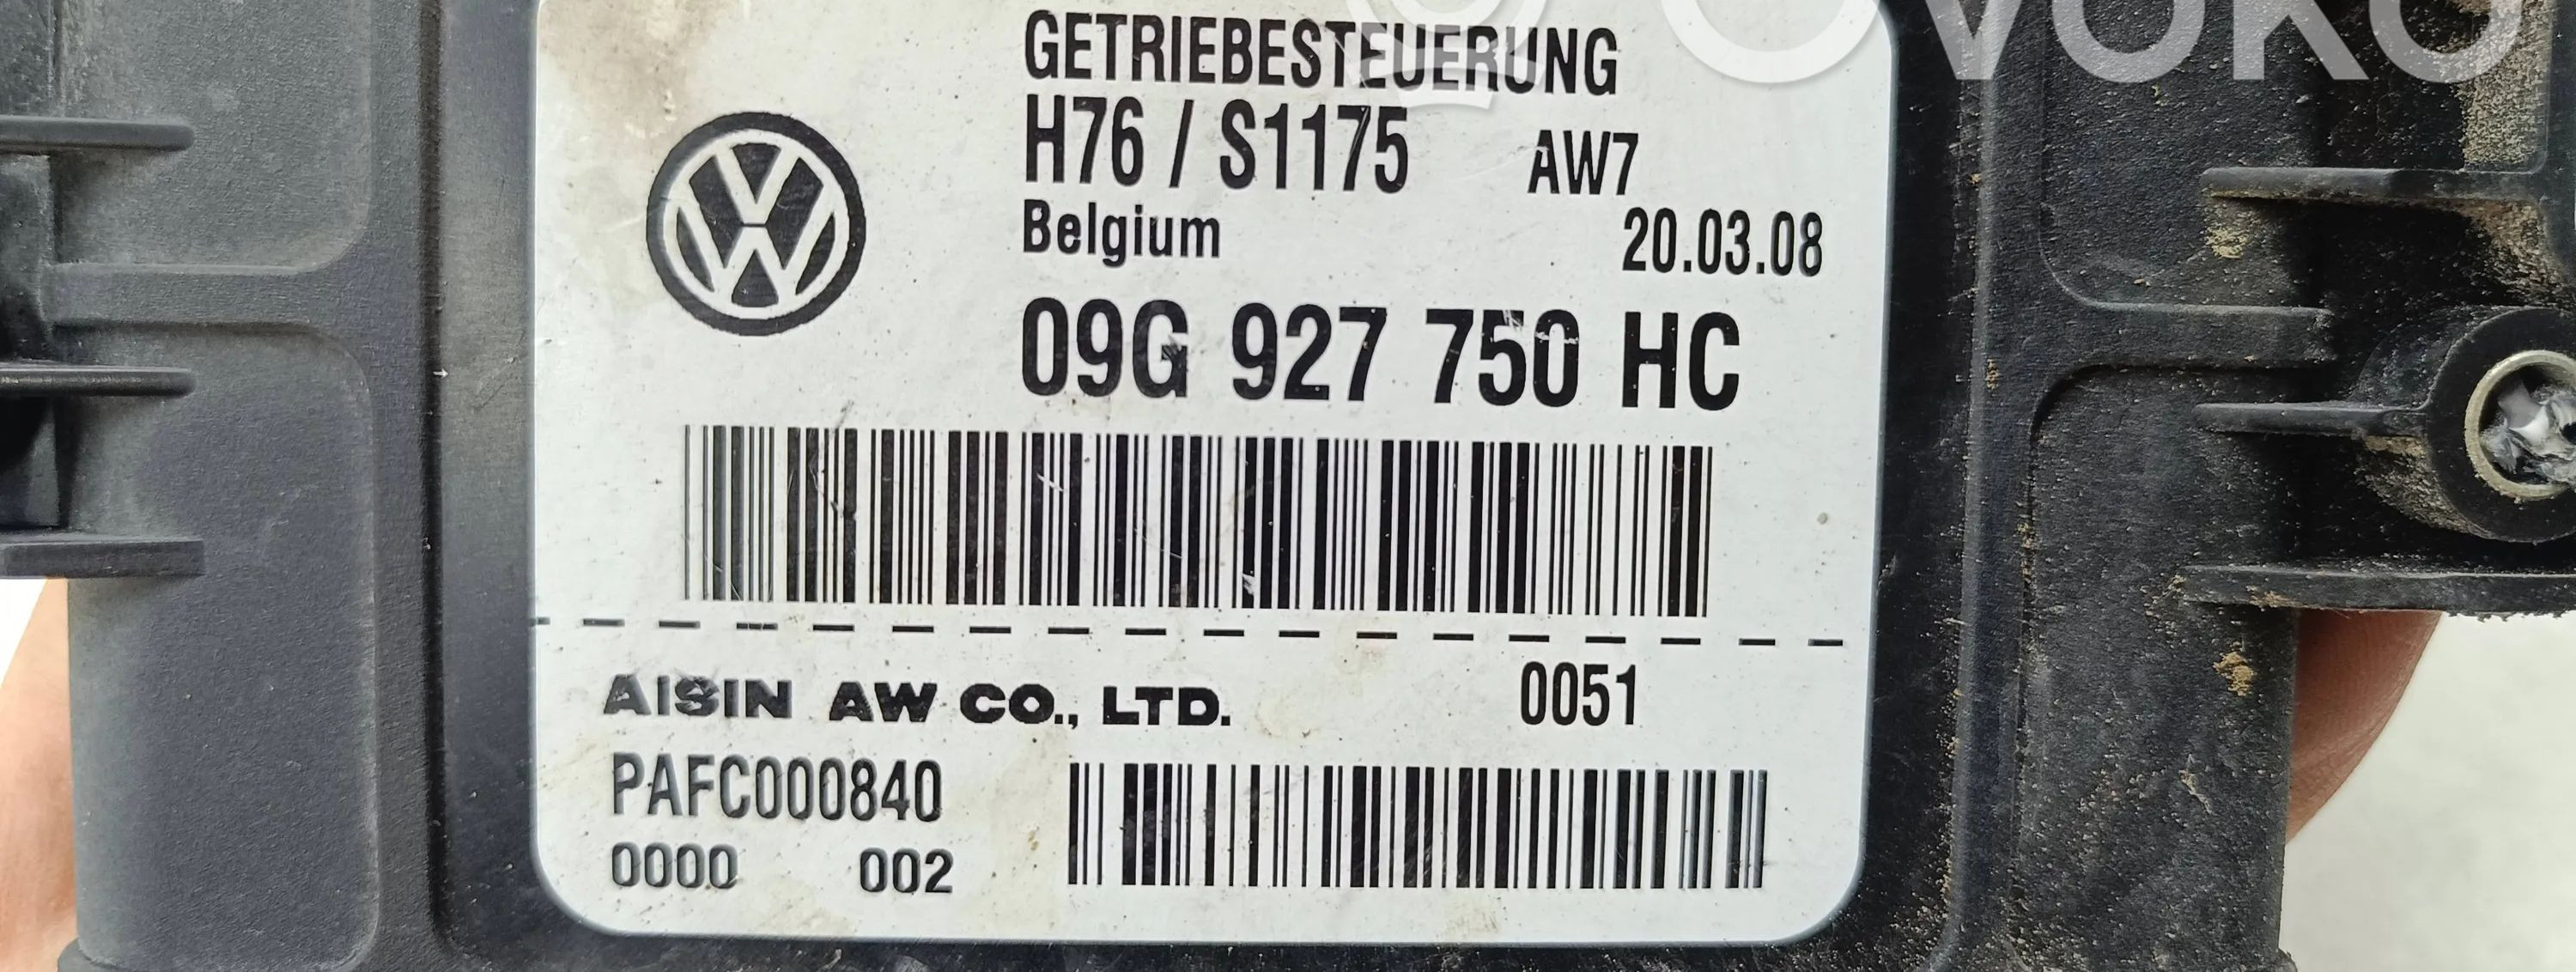 ovoko
GETRIEBESTEUERUNG
H76 / S1175 AW7
Belgium 20.03.08
09G 927 750 HC
AISIN AW CO., LTD. 0051
PAFC000840
0000 002